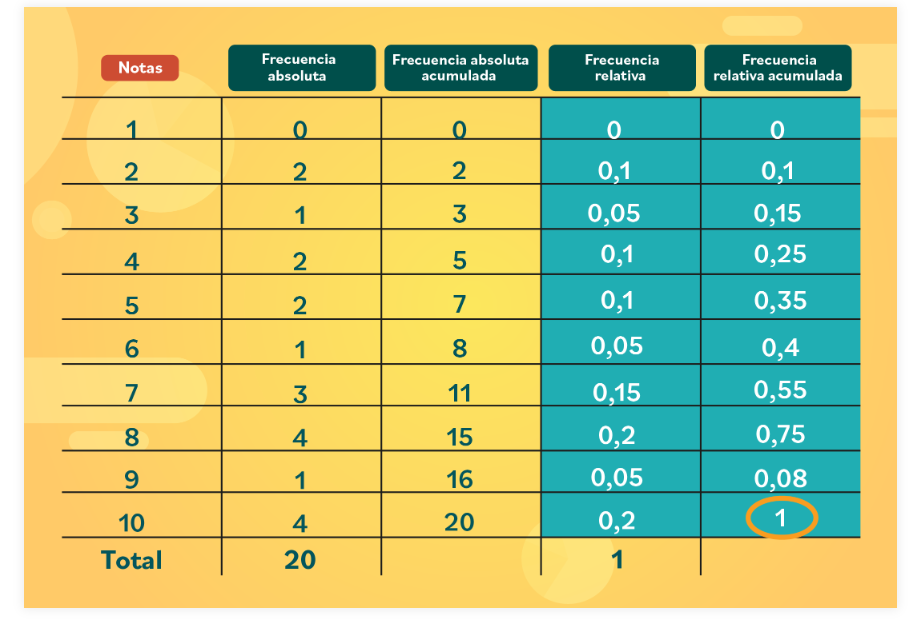 Notas Frecuencia absoluta Frecuencia absoluta acumulada Frecuencia relativa Frecuencia relativa acumulada
1 0 0 0 0
2 2 2 0,1 0,1
3 1 3 0,05 0,15
4 2 5 0,1 0,25
5 2 7 0,1 0,35
6 1 8 0,05 0,4
7 3 11 0,15 0,55
8 4 15 0,2 0,75
9 1 16 0,05 0,08
10 4 20 0,2 1
Total 20 1